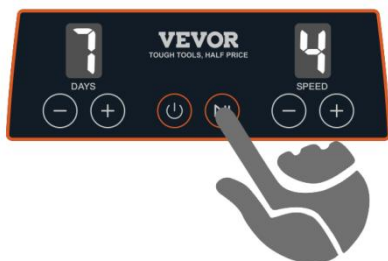 7
VEVOR
4
TOUGH TOOLS, HALF PRICE
DAYS
SPEED